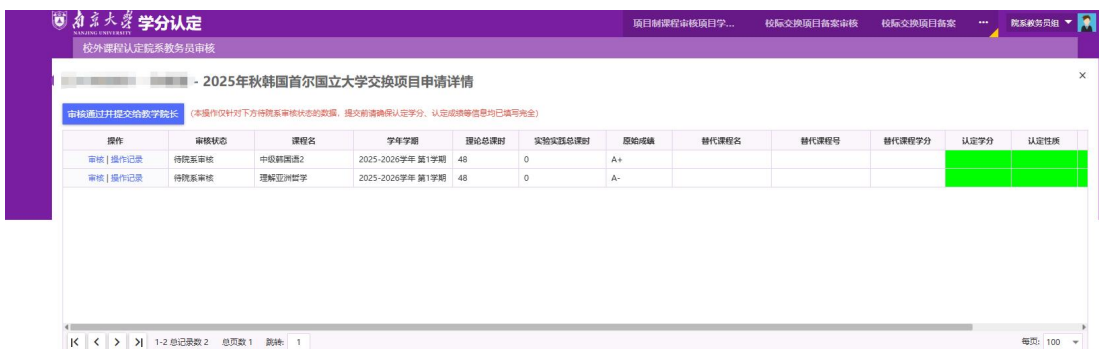 南京大学 学分认定 项目制课程审核项目学... 校际交换项目备案审核 校际交换项目备案 ··· 院系教务员组
NANJING UNIVERSITY
校外课程认定院系教务员审核
- 2025年秋韩国首尔国立大学交换项目申请详情 ×
审核通过并提交给教学院长 (本操作仅针对下方待院系审核状态的数据，提交前请确保认定学分、认定成绩等信息均已填写完全)
操作 审核状态 课程名 学年学期 理论总课时 实验实践总课时 原始成绩 替代课程名 替代课程号 替代课程学分 认定学分 认定性质
审核 | 操作记录 待院系审核 中级韩国语2 2025-2026学年 第1学期 48 0 A+
审核 | 操作记录 待院系审核 理解亚洲哲学 2025-2026学年 第1学期 48 0 A-
1-2 总记录数 2 总页数 1 跳转: 1 每页: 100